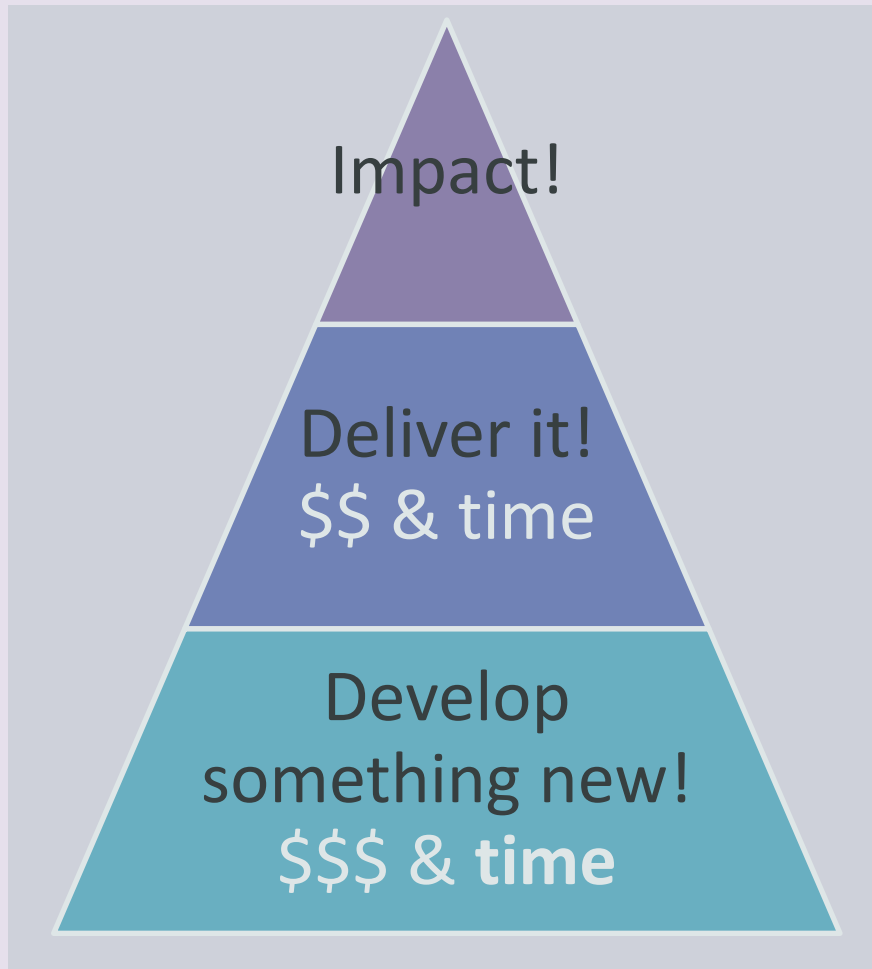 Impact!
Deliver it!
$$ & time
Develop
something new!
$$$ & time